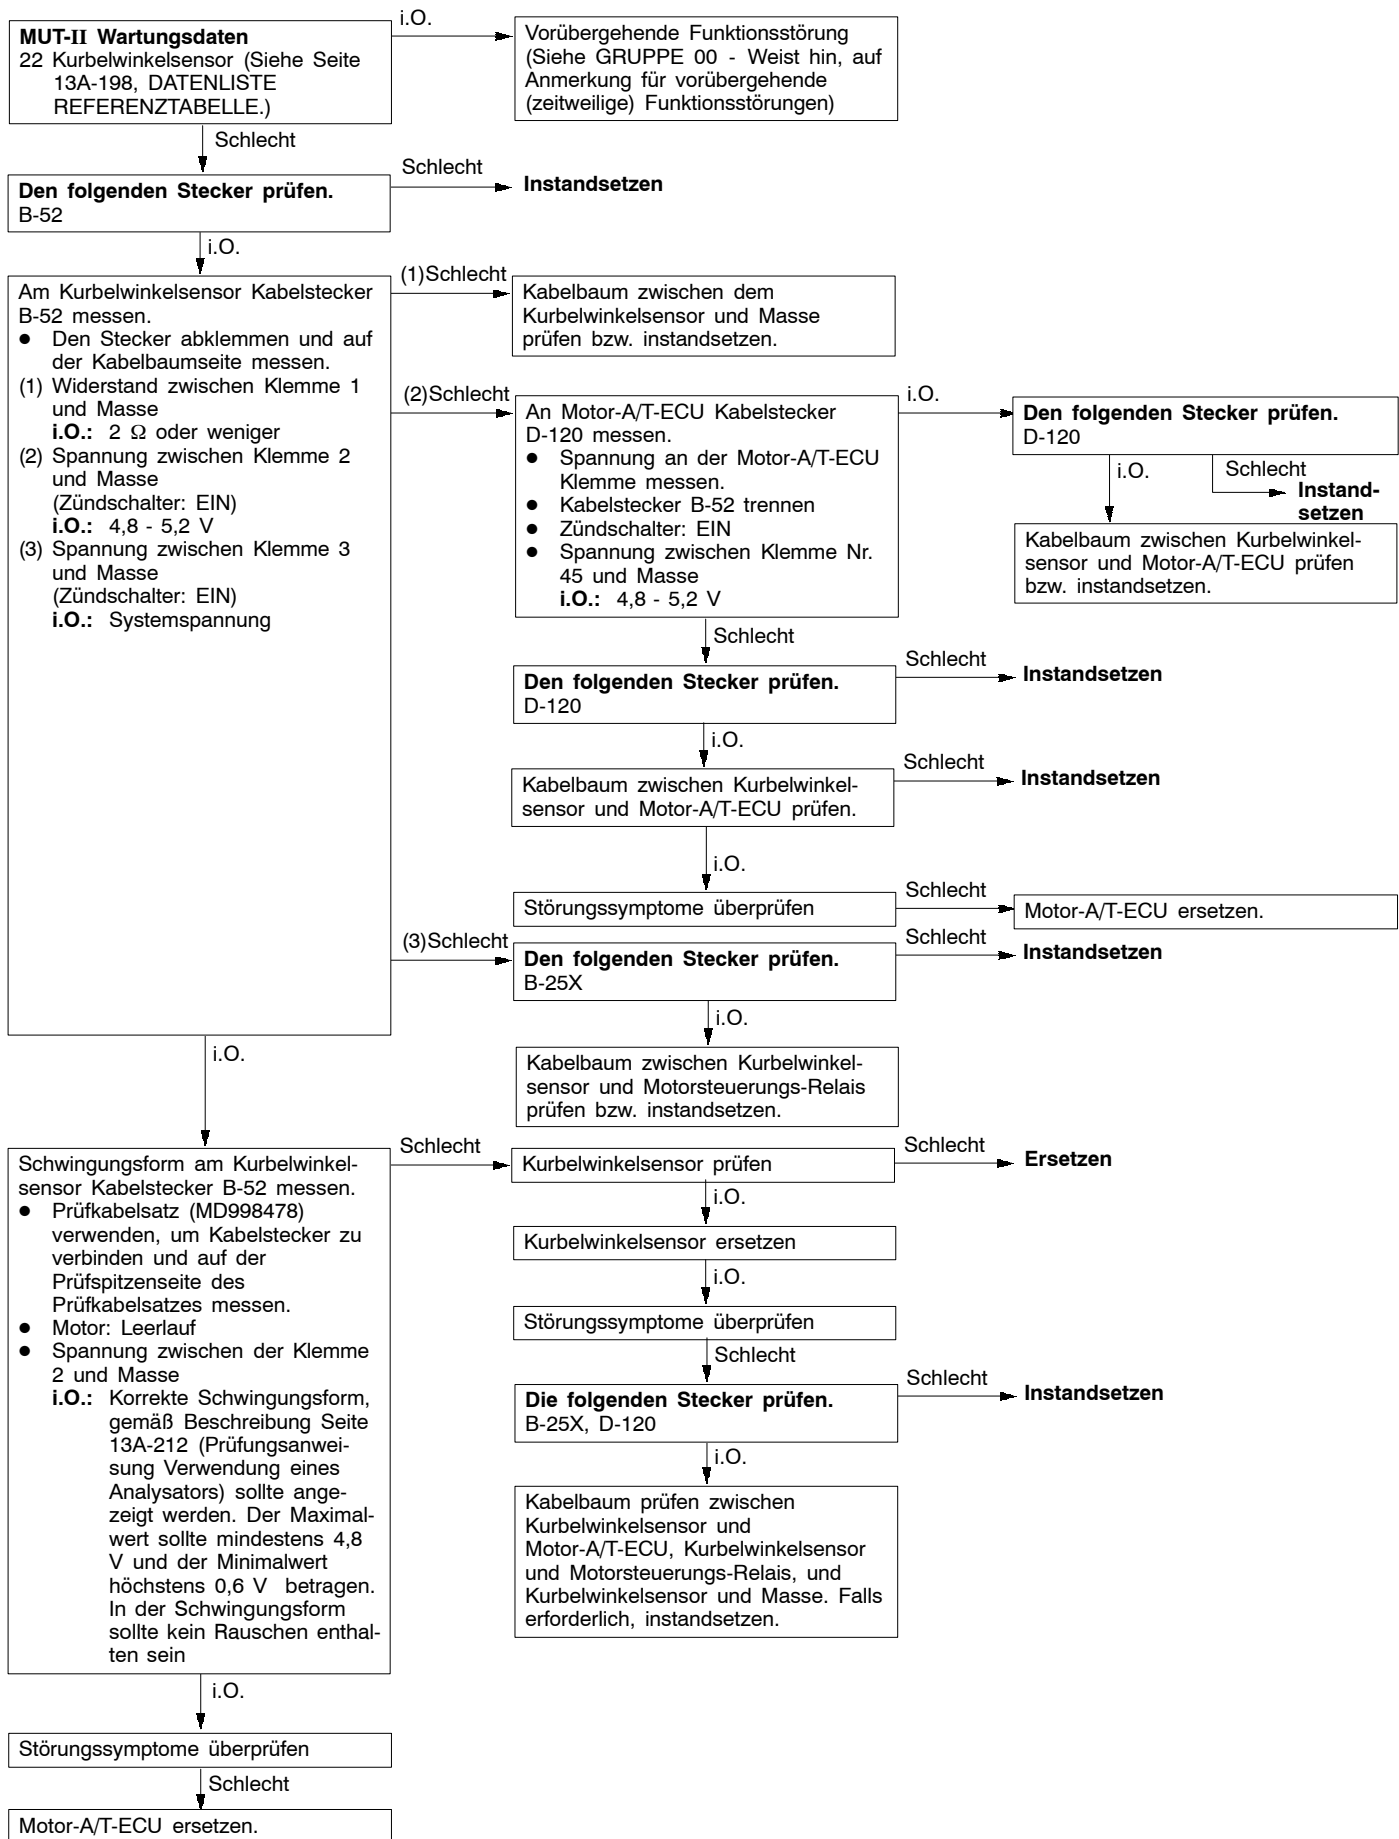 MUT-II Wartungsdaten
22 Kurbelwinkelsensor (Siehe Seite
13A-198, DATENLISTE
REFERENZTABELLE.)
i.O.
Vorübergehende Funktionsstörung
(Siehe GRUPPE 00 - Weist hin, auf
Anmerkung für vorübergehende
(zeitweilige) Funktionsstörungen)
Schlecht
Den folgenden Stecker prüfen.
B-52
Schlecht
Instandsetzen
i.O.
Am Kurbelwinkelsensor Kabelstecker
B-52 messen.
● Den Stecker abklemmen und auf
der Kabelbaumseite messen.
(1) Widerstand zwischen Klemme 1
und Masse
i.O.: 2 Ω oder weniger
(2) Spannung zwischen Klemme 2
und Masse
(Zündschalter: EIN)
i.O.: 4,8 - 5,2 V
(3) Spannung zwischen Klemme 3
und Masse
(Zündschalter: EIN)
i.O.: Systemspannung
(1)Schlecht
Kabelbaum zwischen dem
Kurbelwinkelsensor und Masse
prüfen bzw. instandsetzen.
(2)Schlecht
An Motor-A/T-ECU Kabelstecker
D-120 messen.
● Spannung an der Motor-A/T-ECU
Klemme messen.
● Kabelstecker B-52 trennen
● Zündschalter: EIN
● Spannung zwischen Klemme Nr.
45 und Masse
i.O.: 4,8 - 5,2 V
i.O.
Den folgenden Stecker prüfen.
D-120
i.O.
Schlecht
Instand-
setzen
Kabelbaum zwischen Kurbelwinkel-
sensor und Motor-A/T-ECU prüfen
bzw. instandsetzen.
Schlecht
Den folgenden Stecker prüfen.
D-120
Schlecht
Instandsetzen
i.O.
Kabelbaum zwischen Kurbelwinkel-
sensor und Motor-A/T-ECU prüfen.
Schlecht
Instandsetzen
i.O.
Störungssymptome überprüfen
Schlecht
Motor-A/T-ECU ersetzen.
(3)Schlecht
Den folgenden Stecker prüfen.
B-25X
Schlecht
Instandsetzen
i.O.
Kabelbaum zwischen Kurbelwinkel-
sensor und Motorsteuerungs-Relais
prüfen bzw. instandsetzen.
i.O.
Schwingungsform am Kurbelwinkel-
sensor Kabelstecker B-52 messen.
● Prüfkabelsatz (MD998478)
verwenden, um Kabelstecker zu
verbinden und auf der
Prüfspitzenseite des
Prüfkabelsatzes messen.
● Motor: Leerlauf
● Spannung zwischen der Klemme
2 und Masse
i.O.: Korrekte Schwingungsform,
gemäß Beschreibung Seite
13A-212 (Prüfungsanwei-
sung Verwendung eines
Analysators) sollte ange-
zeigt werden. Der Maximal-
wert sollte mindestens 4,8
V und der Minimalwert
höchstens 0,6 V betragen.
In der Schwingungsform
sollte kein Rauschen enthal-
ten sein
Schlecht
Kurbelwinkelsensor prüfen
Schlecht
Ersetzen
i.O.
Kurbelwinkelsensor ersetzen
i.O.
Störungssymptome überprüfen
Schlecht
Die folgenden Stecker prüfen.
B-25X, D-120
Schlecht
Instandsetzen
i.O.
Kabelbaum prüfen zwischen
Kurbelwinkelsensor und
Motor-A/T-ECU, Kurbelwinkelsensor
und Motorsteuerungs-Relais, und
Kurbelwinkelsensor und Masse. Falls
erforderlich, instandsetzen.
i.O.
Störungssymptome überprüfen
Schlecht
Motor-A/T-ECU ersetzen.